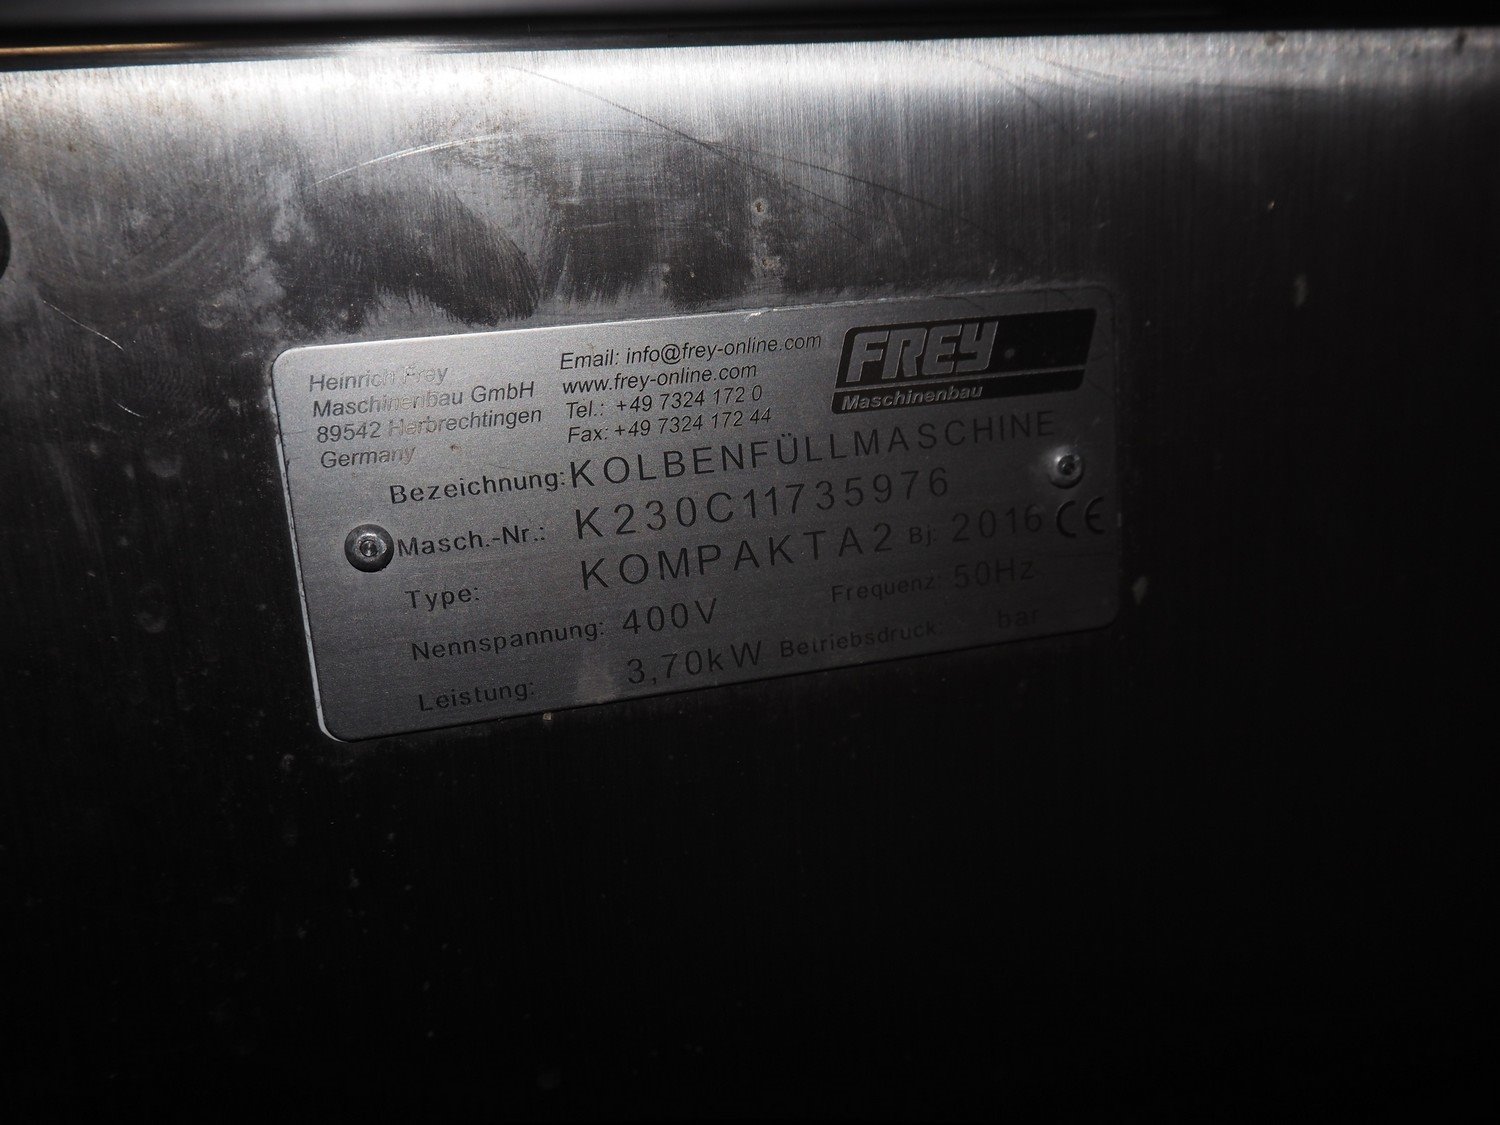 Heinrich Frey
Maschinenbau GmbH
89542 Herbrechtingen
Germany
Email: info@frey-online.com
www.frey-online.com
Tel.: +49 7324 172 0
Fax: +49 7324 172 44
FREY
Maschinenbau
Bezeichnung: KOLBENFÜLLMASCHINE
Masch.-Nr.: K230C11735976
Type: KOMPAKTA2 Bj: 2016 CE
Nennspannung: 400V Frequenz: 50Hz
Leistung: 3,70kW Betriebsdruck: bar